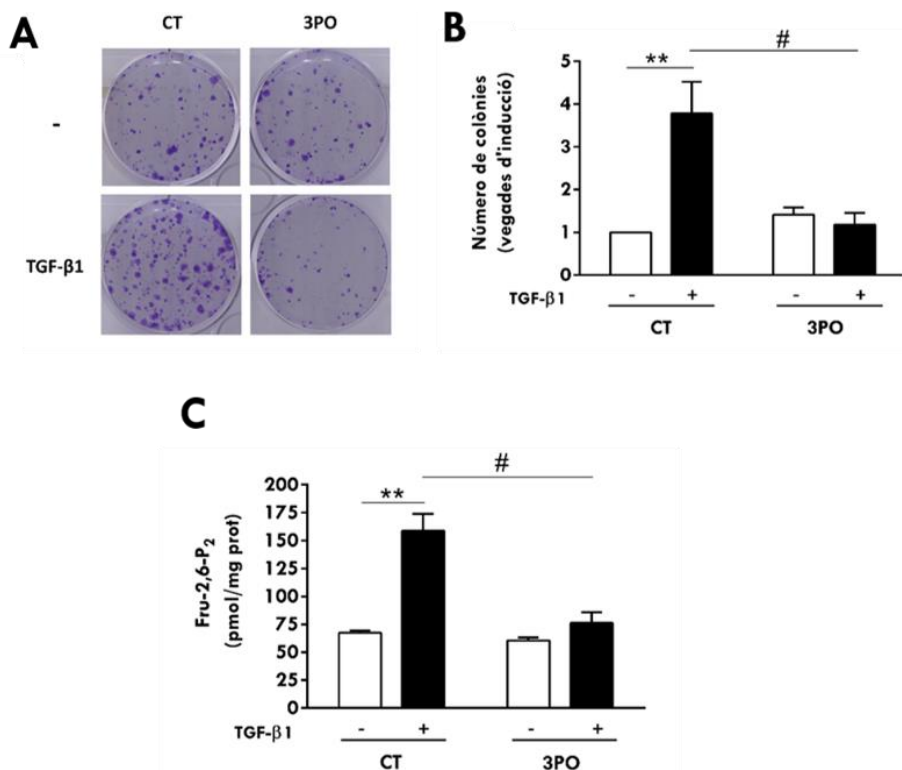 A
CT
3PO
-
TGF-β1
B
#
**
5
4
3
2
1
0
Número de colònies
(vegades d'inducció)
TGF-β1 - + - +
CT 3PO
C
#
**
200
175
150
125
100
75
50
25
0
Fru-2,6-P₂
(pmol/mg prot)
TGF-β1 - + - +
CT 3PO